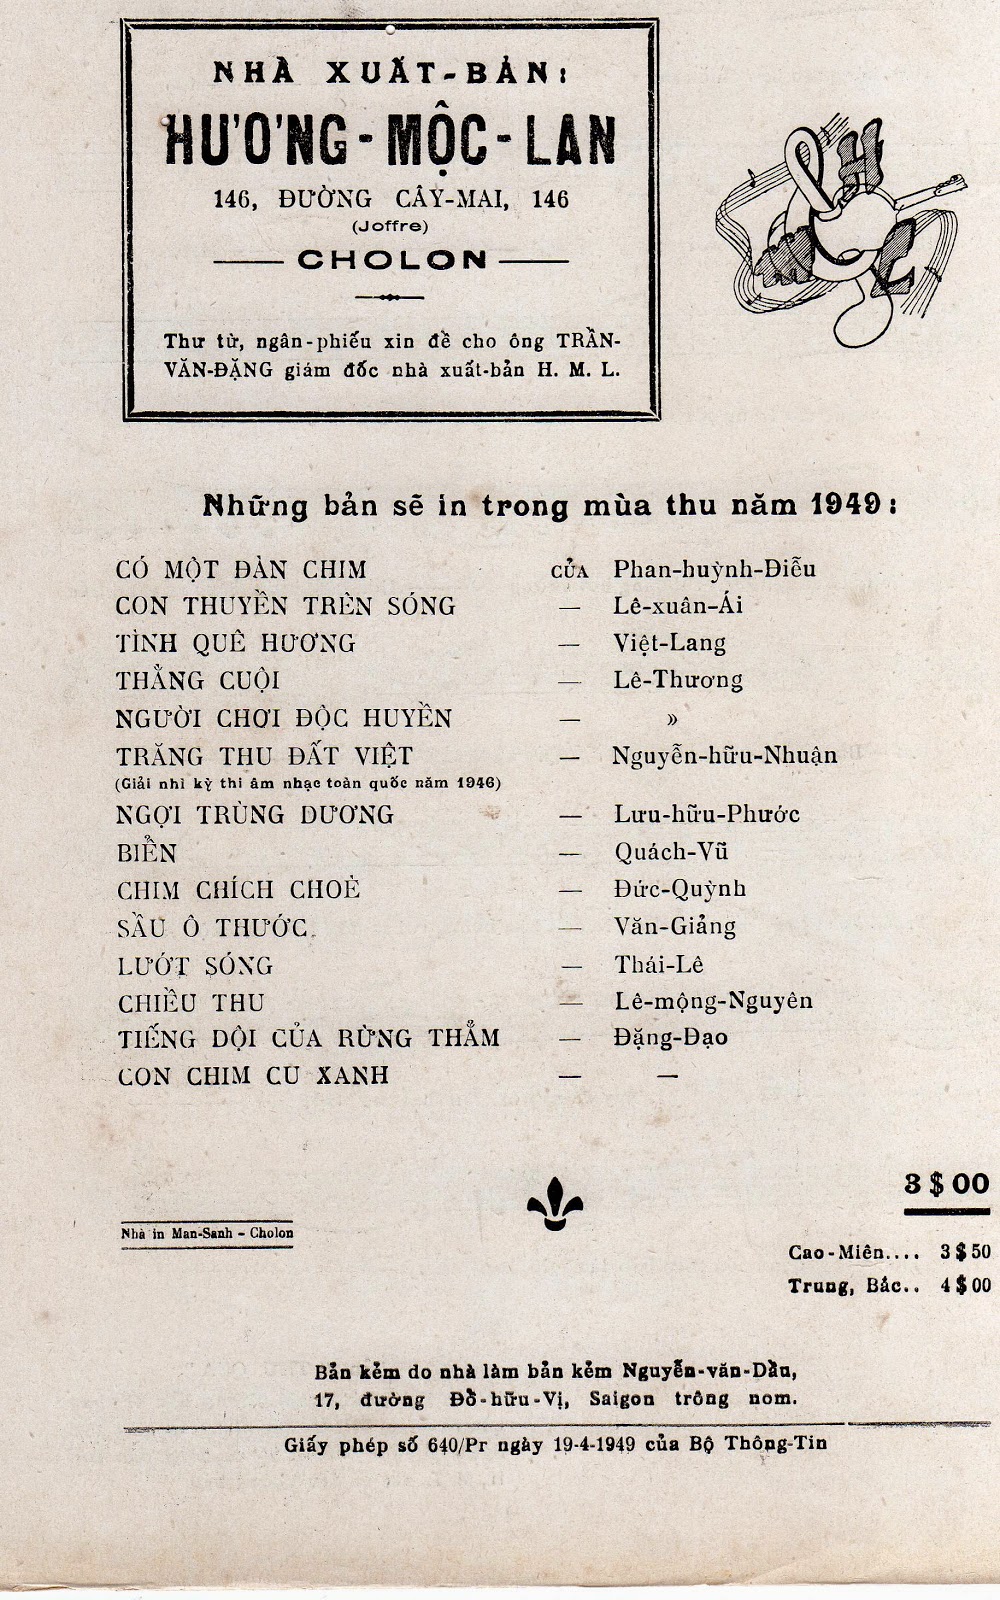 NHÀ XUẤT-BẢN:
HƯƠNG-MỘC-LAN
146, ĐƯỜNG CÂY-MAI, 146
(Joffre)
CHOLON
Thư từ, ngân-phiếu xin đề cho ông TRẦN-
VĂN-ĐẶNG giám đốc nhà xuất-bản H. M. L.
H
M
L
Những bản sẽ in trong mùa thu năm 1949:
CÓ MỘT ĐÀN CHIM CỦA Phan-huỳnh-Điễu
CON THUYỀN TRÊN SÓNG — Lê-xuân-Ái
TÌNH QUÊ HƯƠNG — Việt-Lang
THẰNG CUỘI — Lê-Thương
NGƯỜI CHƠI ĐỘC HUYỀN — »
TRĂNG THU ĐẤT VIỆT — Nguyễn-hữu-Nhuận
(Giải nhì kỳ thi âm nhạc toàn quốc năm 1946)
NGỢI TRÙNG DƯƠNG — Lưu-hữu-Phước
BIỂN — Quách-Vũ
CHIM CHÍCH CHOÈ — Đức-Quỳnh
SẦU Ô THƯỚC. — Văn-Giảng
LƯỚT SÓNG — Thái-Lê
CHIỀU THU — Lê-mộng-Nguyên
TIẾNG DỘI CỦA RỪNG THẲM — Đặng-Đạo
CON CHIM CU XANH — —
3$00
Nhà in Man-Sanh - Cholon
Cao-Miên.... 3$50
Trung, Bắc.. 4$00
Bản kẽm do nhà làm bản kẽm Nguyễn-văn-Dầu,
17, đường Đỗ-hữu-Vị, Saigon trông nom.
Giấy phép số 640/Pr ngày 19-4-1949 của Bộ Thông-Tin